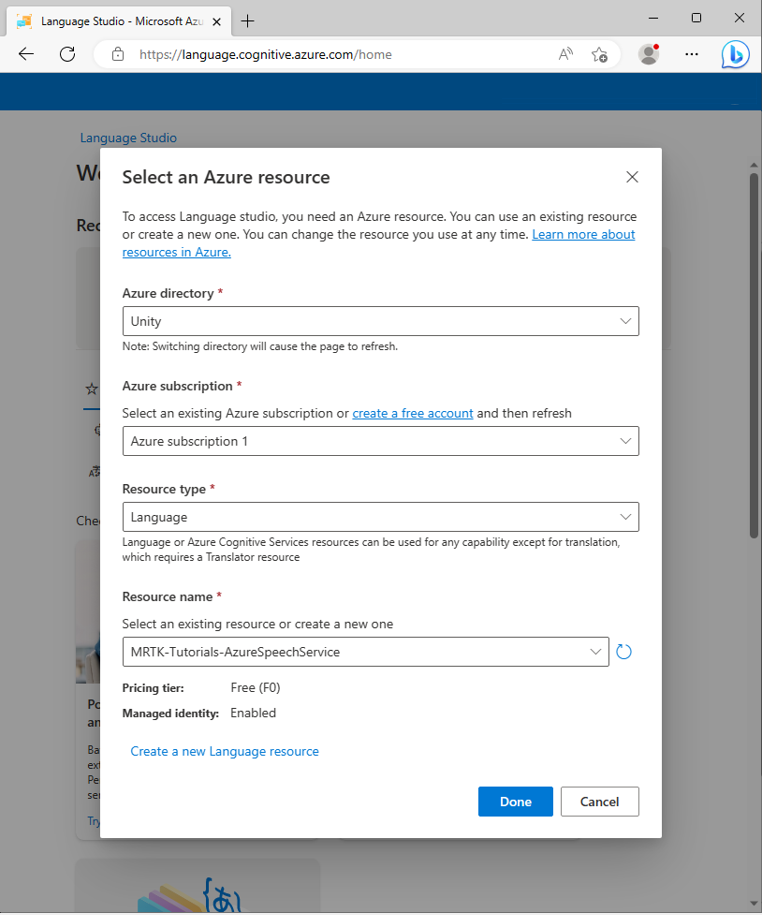 Language Studio - Microsoft Azu
https://language.cognitive.azure.com/home
Language Studio
We
Rec
Select an Azure resource
To access Language studio, you need an Azure resource. You can use an existing resource
or create a new one. You can change the resource you use at any time. Learn more about
resources in Azure.
Azure directory *
Unity
Note: Switching directory will cause the page to refresh.
Azure subscription *
Select an existing Azure subscription or create a free account and then refresh
Azure subscription 1
Resource type *
Language
Language or Azure Cognitive Services resources can be used for any capability except for translation,
which requires a Translator resource
Resource name *
Select an existing resource or create a new one
MRTK-Tutorials-AzureSpeechService
Pricing tier: Free (F0)
Managed identity: Enabled
Create a new Language resource
Done Cancel
Chec
Po
an
Ba
ext
Pe
ser
Try
あ